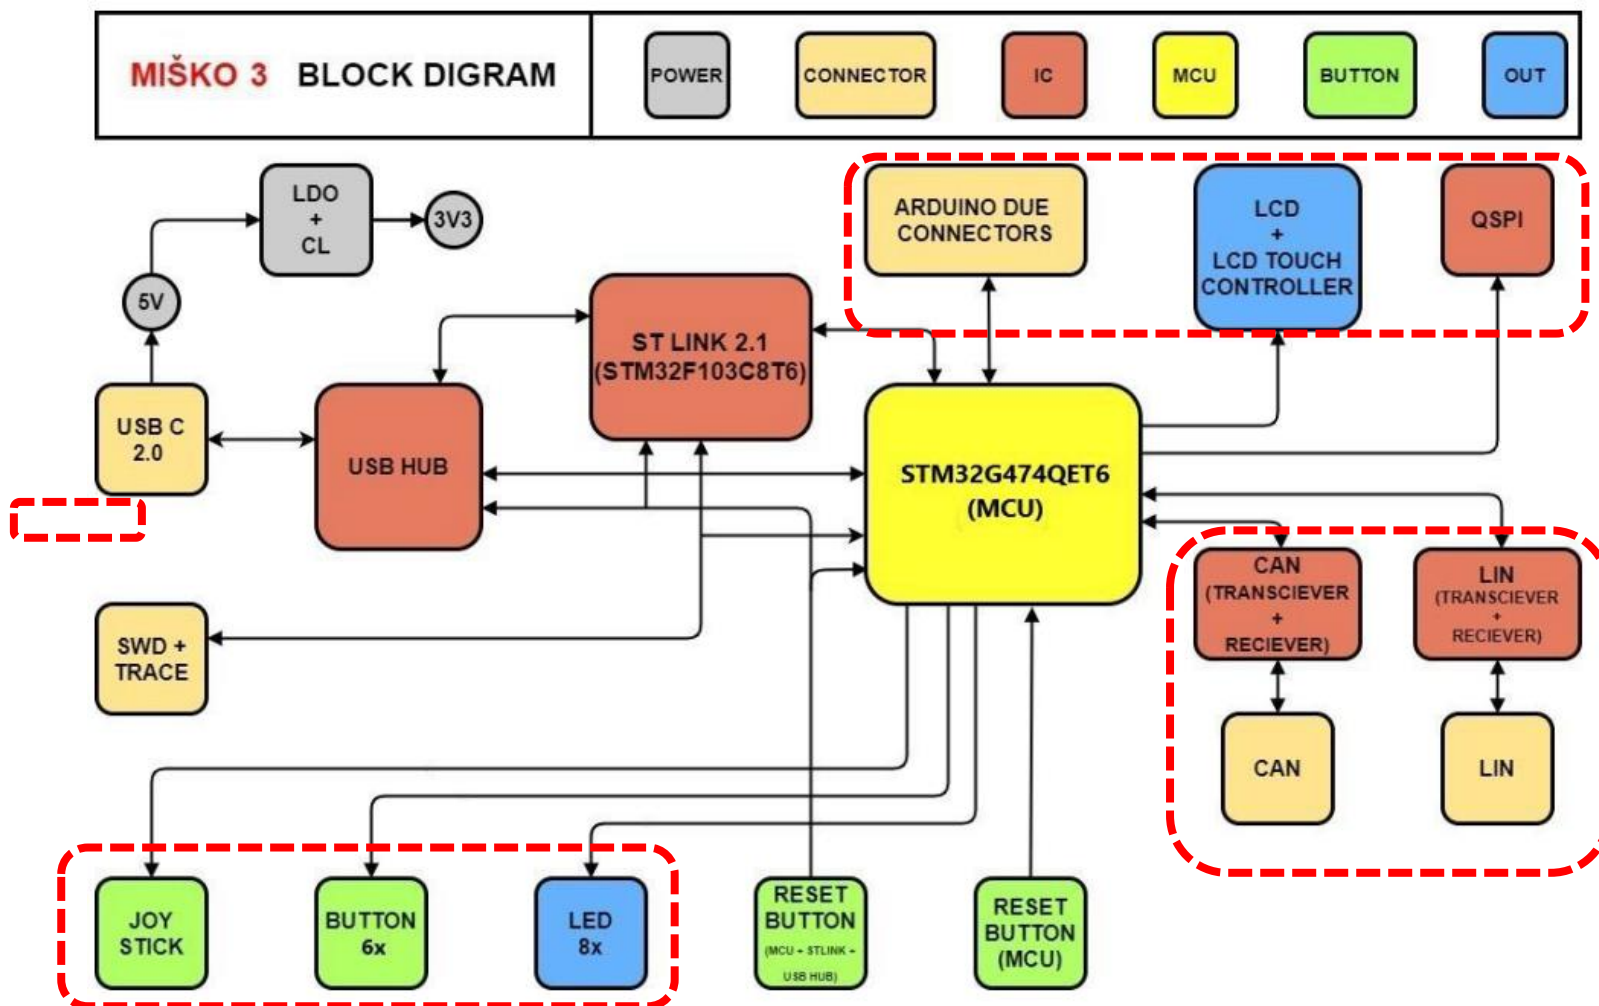 MIŠKO 3 BLOCK DIGRAM
POWER
CONNECTOR
IC
MCU
BUTTON
OUT
LDO
+
CL
3V3
5V
ARDUINO DUE
CONNECTORS
LCD
+
LCD TOUCH
CONTROLLER
QSPI
ST LINK 2.1
(STM32F103C8T6)
USB C
2.0
USB HUB
STM32G474QET6
(MCU)
CAN
(TRANSCIEVER
+
RECIEVER)
LIN
(TRANSCIEVER
+
RECIEVER)
SWD +
TRACE
CAN
LIN
JOY
STICK
BUTTON
6x
LED
8x
RESET
BUTTON
(MCU + STLINK +
USB HUB)
RESET
BUTTON
(MCU)